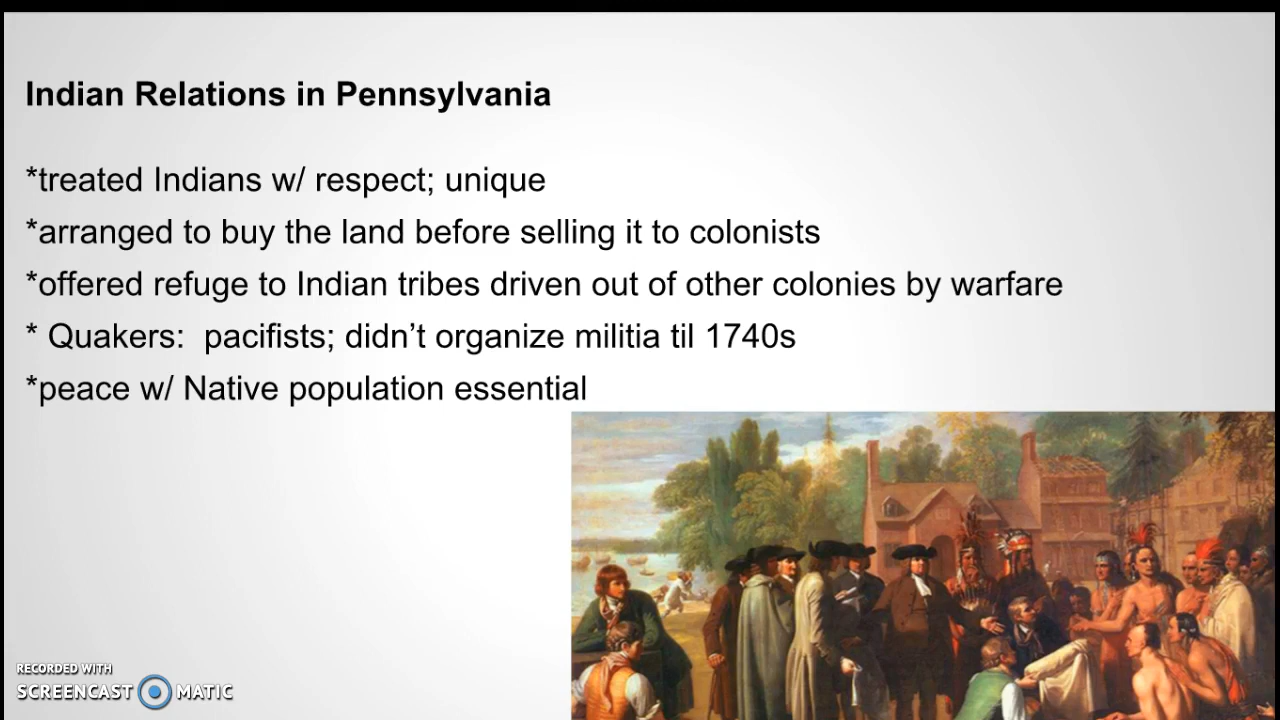 Indian Relations in Pennsylvania
*treated Indians w/ respect; unique
*arranged to buy the land before selling it to colonists
*offered refuge to Indian tribes driven out of other colonies by warfare
* Quakers:  pacifists; didn’t organize militia til 1740s
*peace w/ Native population essential
RECORDED WITH
SCREENCAST MATIC